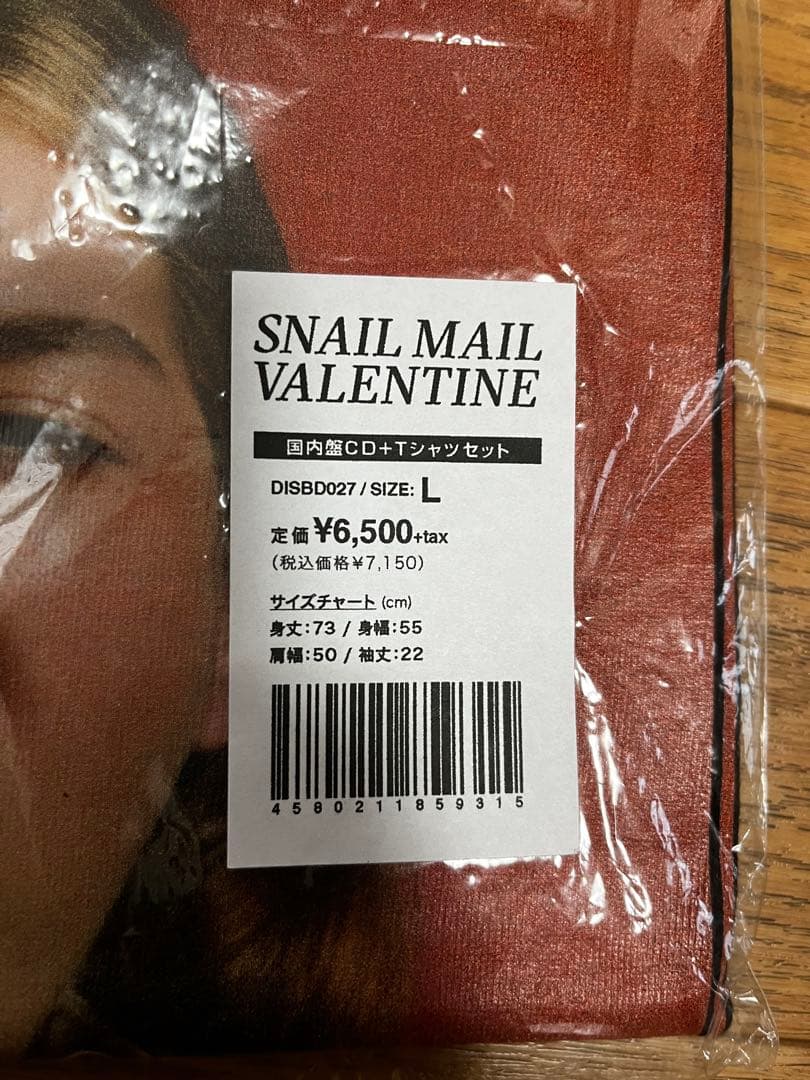 SNAIL MAIL
VALENTINE
国内盤CD+Tシャツセット
DISBD027 / SIZE: L
定価 ¥6,500+tax
(税込価格¥7,150)
サイズチャート (cm)
身丈:73 / 身幅:55
肩幅:50 / 袖丈:22
4580211859315